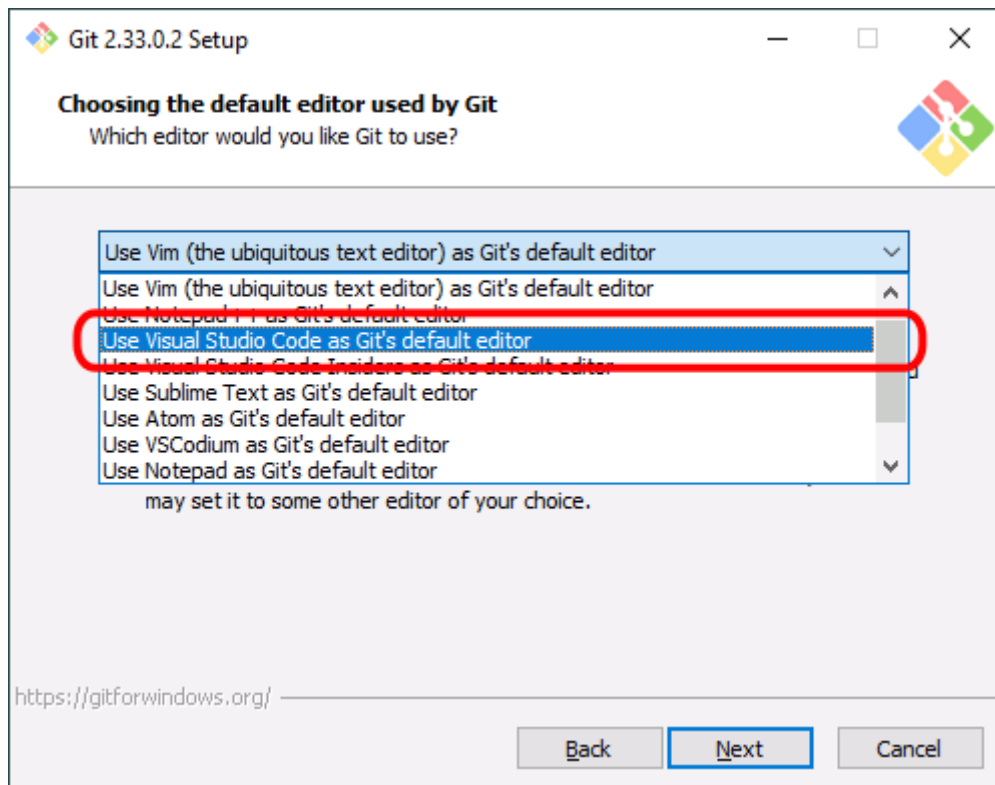 Git 2.33.0.2 Setup
Choosing the default editor used by Git
Which editor would you like Git to use?
Use Vim (the ubiquitous text editor) as Git's default editor
Use Vim (the ubiquitous text editor) as Git's default editor
Use Notepad++ as Git's default editor
Use Visual Studio Code as Git's default editor
Use Visual Studio Code Insiders as Git's default editor
Use Sublime Text as Git's default editor
Use Atom as Git's default editor
Use VSCodium as Git's default editor
Use Notepad as Git's default editor
may set it to some other editor of your choice.
https://gitforwindows.org/
Back
Next
Cancel